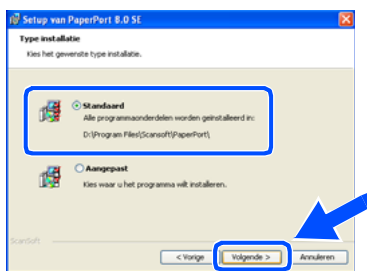 Setup van PaperPort 8.0 SE
Type installatie
Kies het gewenste type installatie.
Standaard
Alle programmaonderdelen worden geïnstalleerd in:
D:\Program Files\Scansoft\PaperPort\
Aangepast
Kies waar u het programma wilt installeren.
ScanSoft
< Vorige
Volgende >
Annuleren